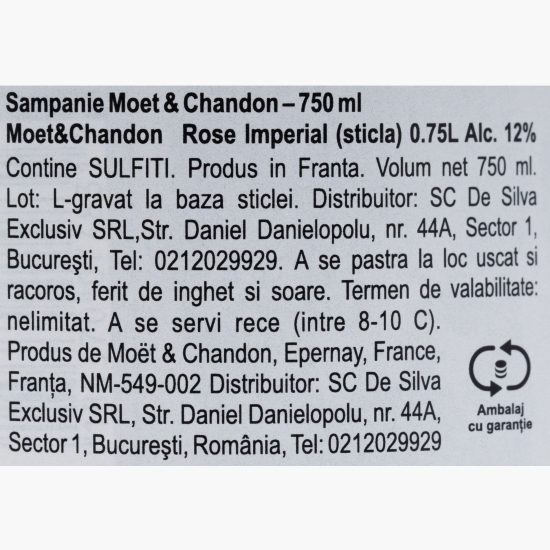 Sampanie Moet & Chandon – 750 ml
Moet&Chandon Rose Imperial (sticla) 0.75L Alc. 12%
Contine SULFITI. Produs in Franta. Volum net 750 ml.
Lot: L-gravat la baza sticlei. Distribuitor: SC De Silva
Exclusiv SRL,Str. Daniel Danielopolu, nr. 44A, Sector 1,
Bucureşti, Tel: 0212029929. A se pastra la loc uscat si
racoros, ferit de inghet si soare. Termen de valabilitate:
nelimitat. A se servi rece (intre 8-10 C).
Produs de Moët & Chandon, Epernay, France,
Franța, NM-549-002 Distribuitor: SC De Silva
Exclusiv SRL, Str. Daniel Danielopolu, nr. 44A,
Sector 1, Bucureşti, România, Tel: 0212029929
Ambalaj
cu garanție